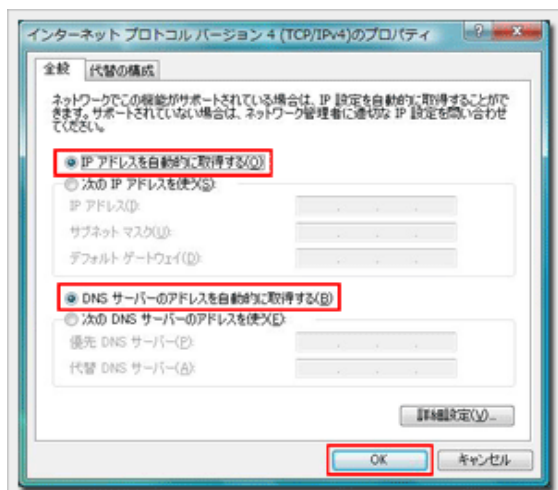 インターネット プロトコル バージョン 4 (TCP/IPv4)のプロパティ
全般 代替の構成
ネットワークでこの機能がサポートされている場合は、IP 設定を自動的に取得することがで
きます。サポートされていない場合は、ネットワーク管理者に適切な IP 設定を問い合わせ
てください。
IP アドレスを自動的に取得する(O)
次の IP アドレスを使う(S):
IP アドレス(I):
サブネット マスク(U):
デフォルト ゲートウェイ(D):
DNS サーバーのアドレスを自動的に取得する(B)
次の DNS サーバーのアドレスを使う(E):
優先 DNS サーバー(P):
代替 DNS サーバー(A):
詳細設定(V)...
OK キャンセル